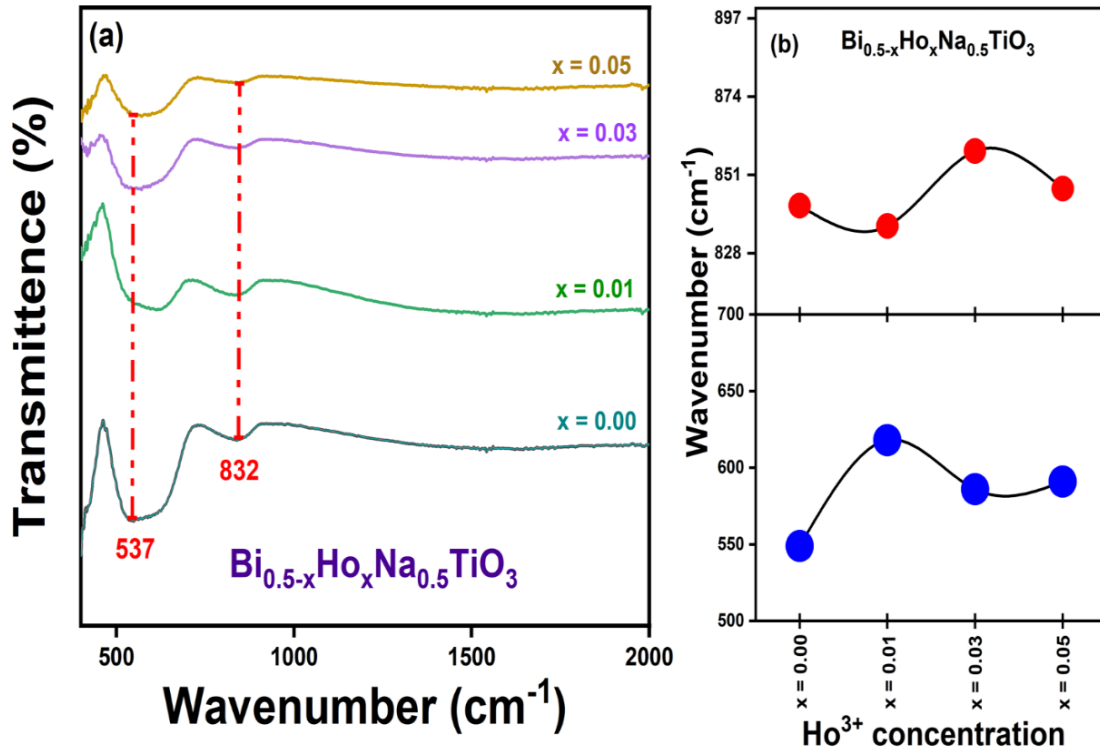 (a)
x = 0.05
x = 0.03
x = 0.01
x = 0.00
832
537
Bi0.5-xHoxNa0.5TiO3
Transmittence (%)
500 1000 1500 2000
Wavenumber (cm-1)
(b) Bi0.5-xHoxNa0.5TiO3
897
874
851
828
700
650
600
550
500
Wavenumber (cm-1)
x = 0.00
x = 0.01
x = 0.03
x = 0.05
Ho3+ concentration